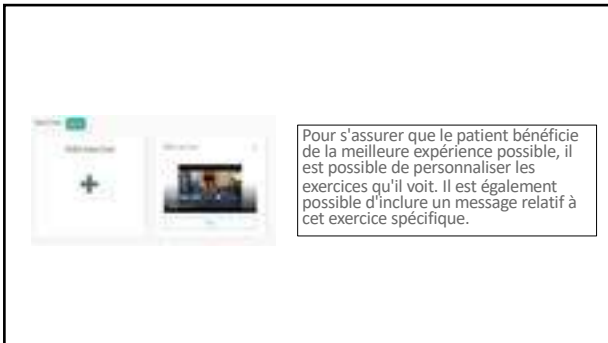 Pour s'assurer que le patient bénéficie
de la meilleure expérience possible, il
est possible de personnaliser les
exercices qu'il voit. Il est également
possible d'inclure un message relatif à
cet exercice spécifique.